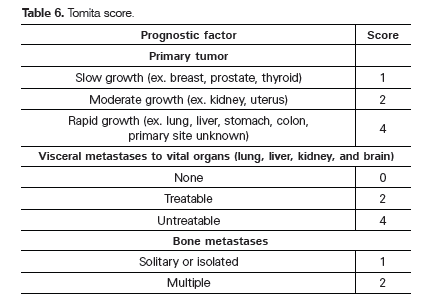 Table 6. Tomita score.
Prognostic factor Score
Primary tumor
Slow growth (ex. breast, prostate, thyroid) 1
Moderate growth (ex. kidney, uterus) 2
Rapid growth (ex. lung, liver, stomach, colon,
primary site unknown) 4
Visceral metastases to vital organs (lung, liver, kidney, and brain)
None 0
Treatable 2
Untreatable 4
Bone metastases
Solitary or isolated 1
Multiple 2